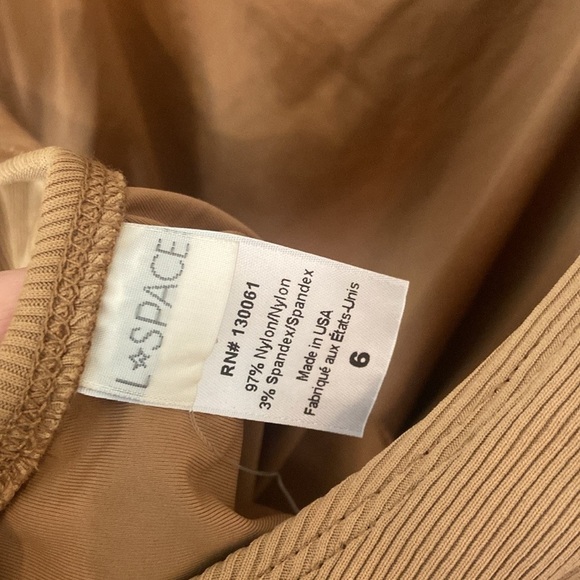 L☆SPACE
RN# 130061
97% Nylon/Nylon
3% Spandex/Spandex
Made in USA
Fabriqué aux États-Unis
6